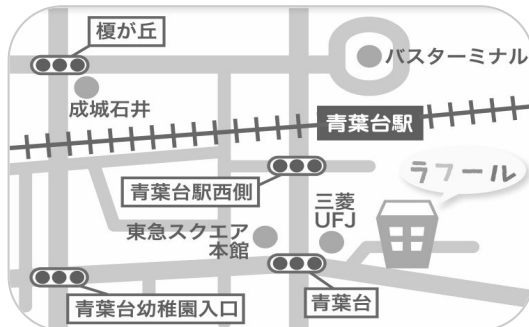 榎が丘
バスターミナル
成城石井
青葉台駅
ラフール
青葉台駅西側
三菱
UFJ
東急スクエア
本館
青葉台幼稚園入口
青葉台